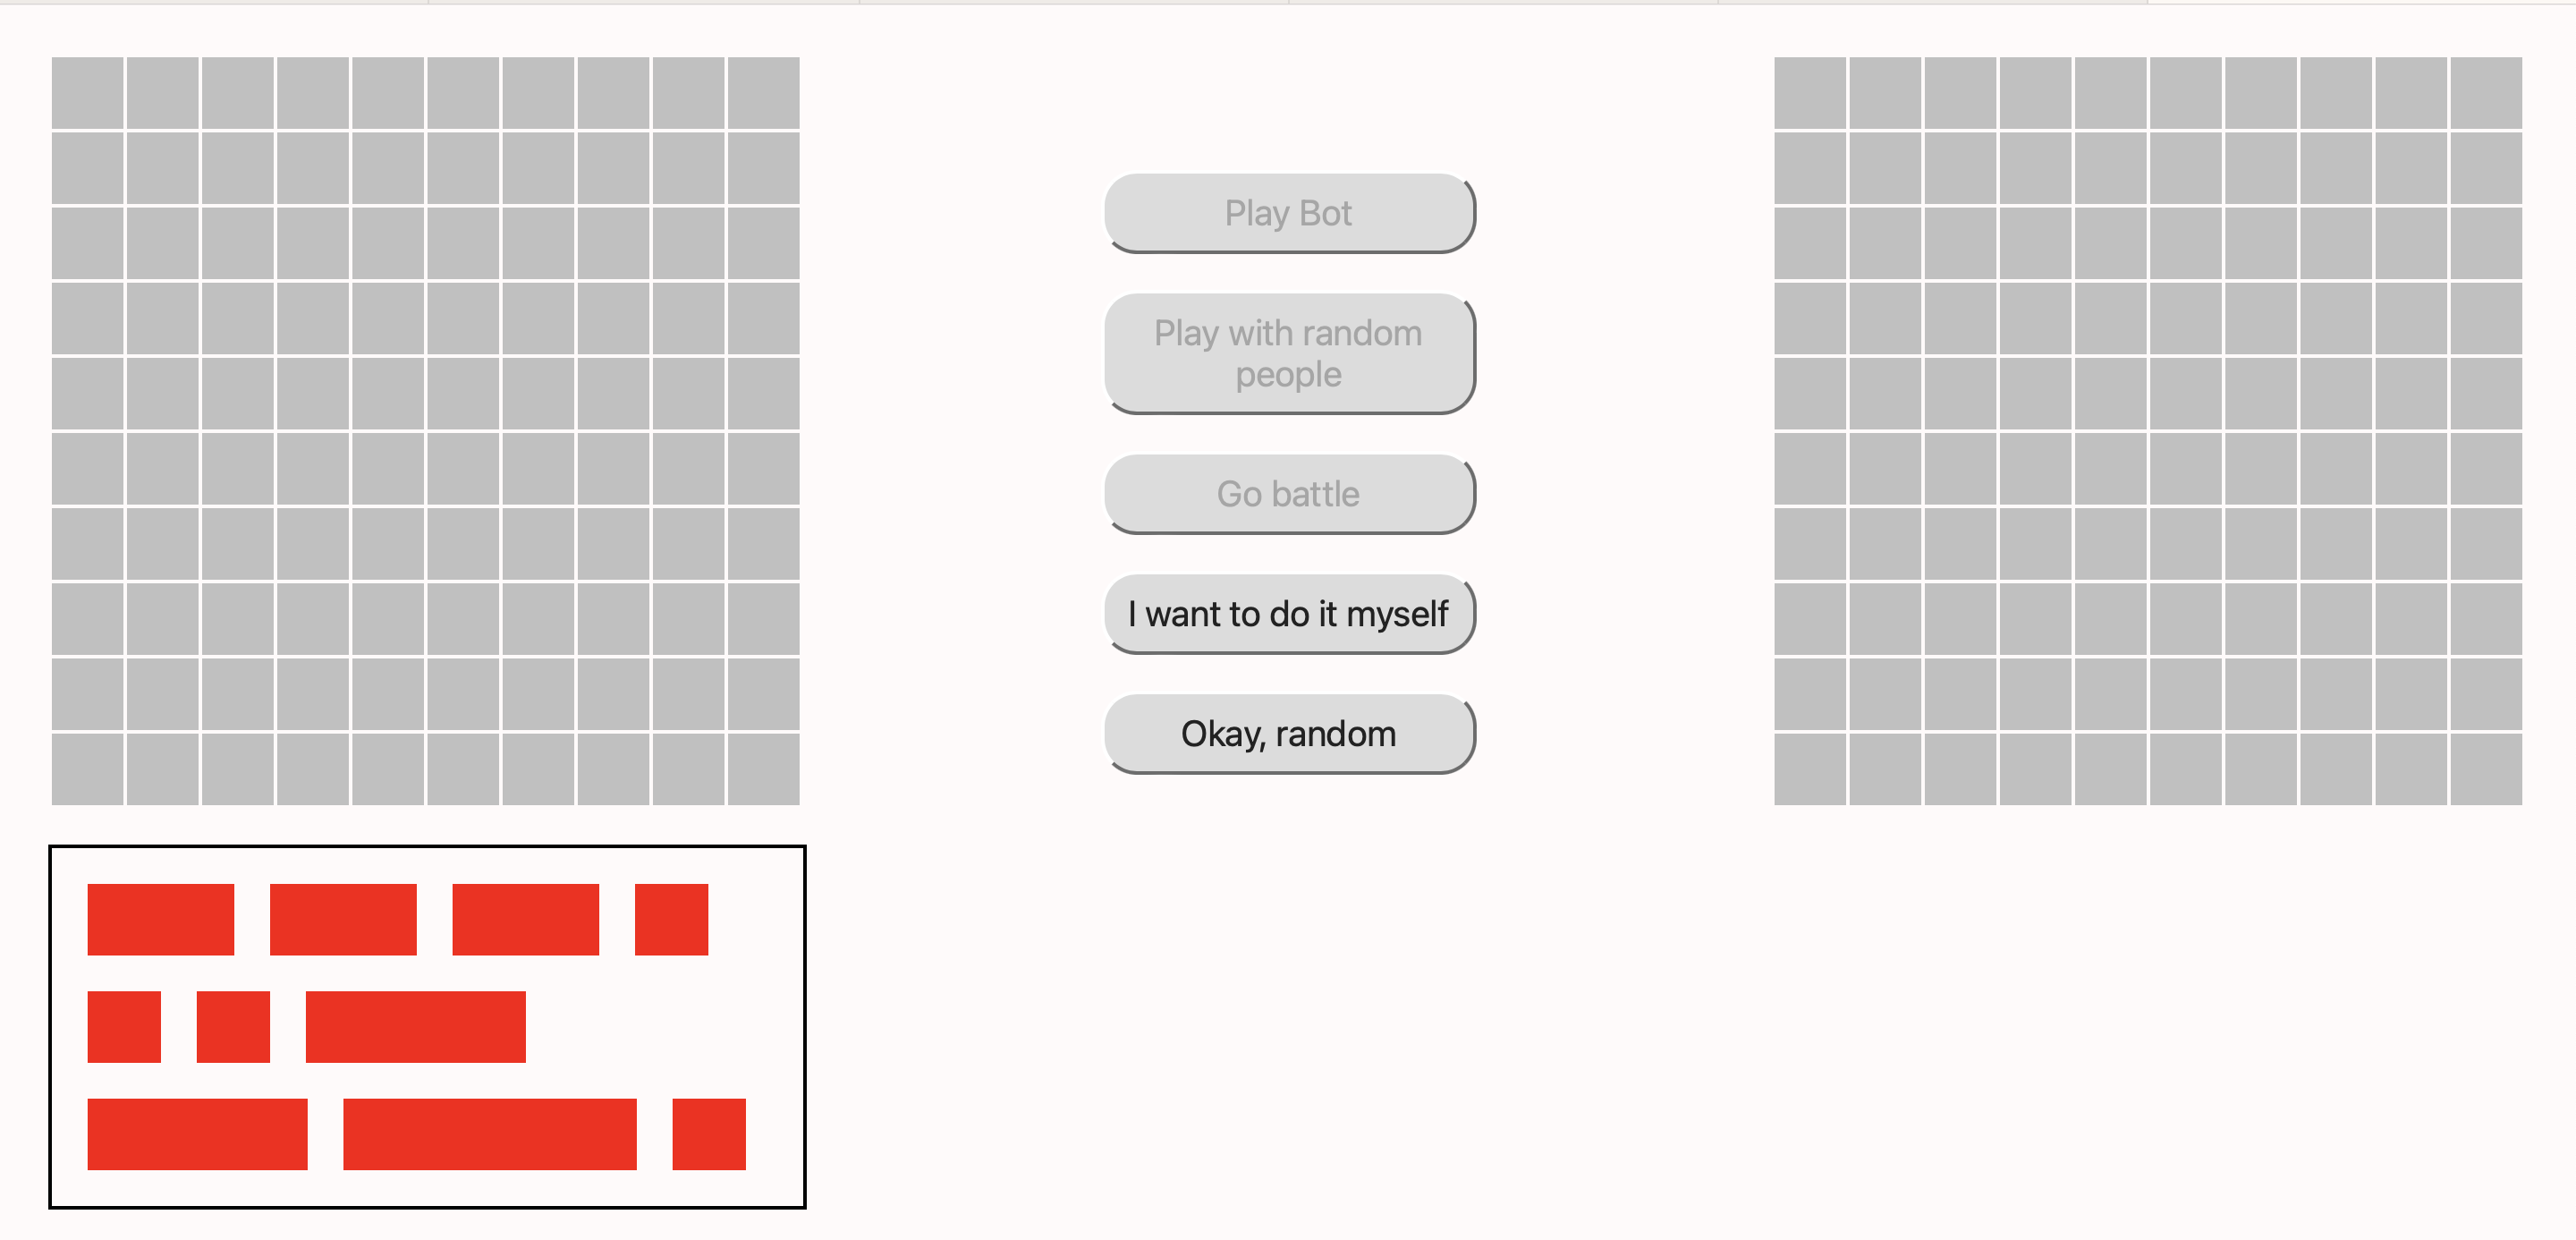 Play Bot
Play with random
people
Go battle
I want to do it myself
Okay, random